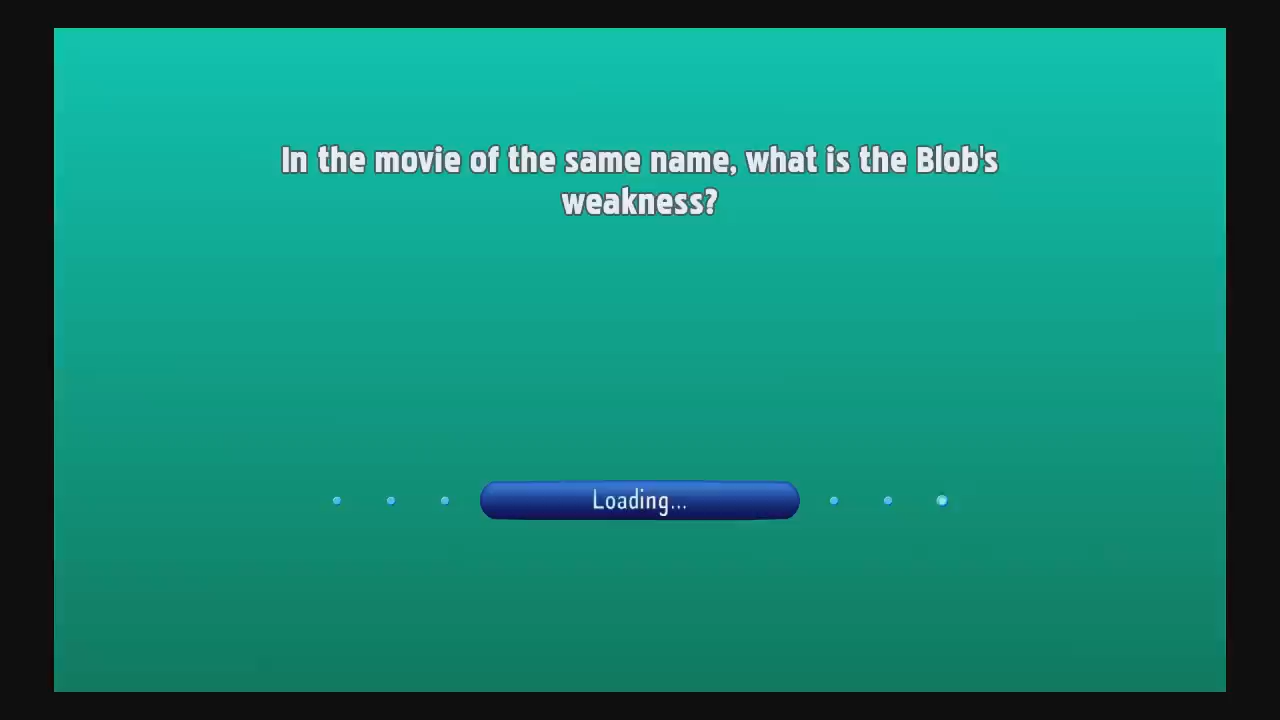 In the movie of the same name, what is the Blob's
weakness?
Loading...